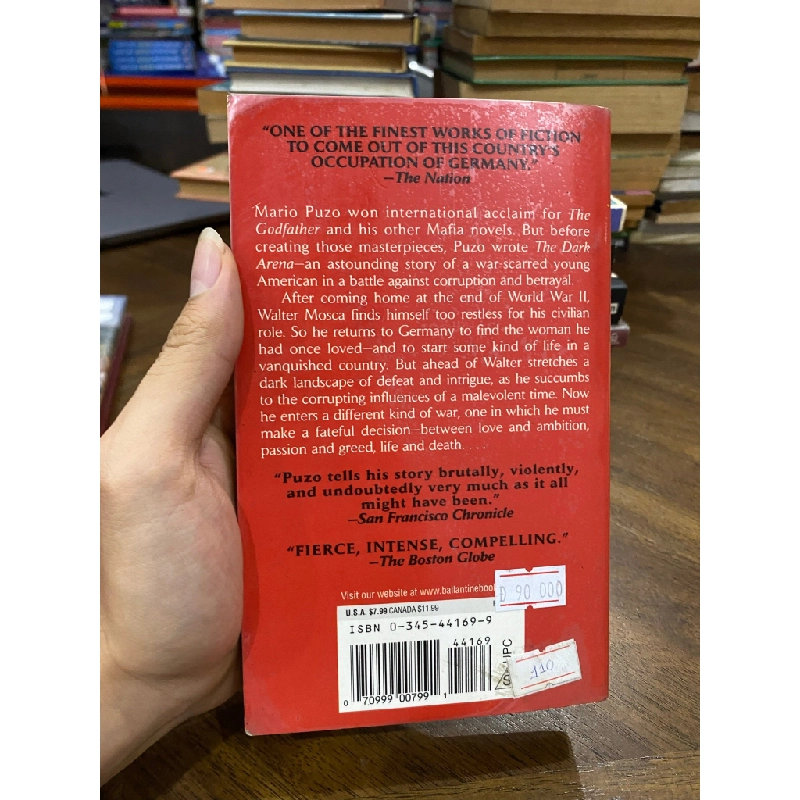 "ONE OF THE FINEST WORKS OF FICTION
TO COME OUT OF THIS COUNTRY'S
OCCUPATION OF GERMANY."
—The Nation
Mario Puzo won international acclaim for The
Godfather and his other Mafia novels. But before
creating those masterpieces, Puzo wrote The Dark
Arena—an astounding story of a war-scarred young
American in a battle against corruption and betrayal.
After coming home at the end of World War II,
Walter Mosca finds himself too restless for his civilian
role. So he returns to Germany to find the woman he
had once loved—and to start some kind of life in a
vanquished country. But ahead of Walter stretches a
dark landscape of defeat and intrigue, as he succumbs
to the corrupting influences of a malevolent time. Now
he enters a different kind of war, one in which he must
make a fateful decision—between love and ambition,
passion and greed, life and death. . . .
"Puzo tells his story brutally, violently,
and undoubtedly very much as it all
might have been."
—San Francisco Chronicle
"FIERCE, INTENSE, COMPELLING."
—The Boston Globe
Visit our website at www.ballantineboo
Đ 90 000
U.S.A. $7.99 CANADA $11.99
ISBN 0-345-44169-9
44169
0 70999 00799 1
UPC
110